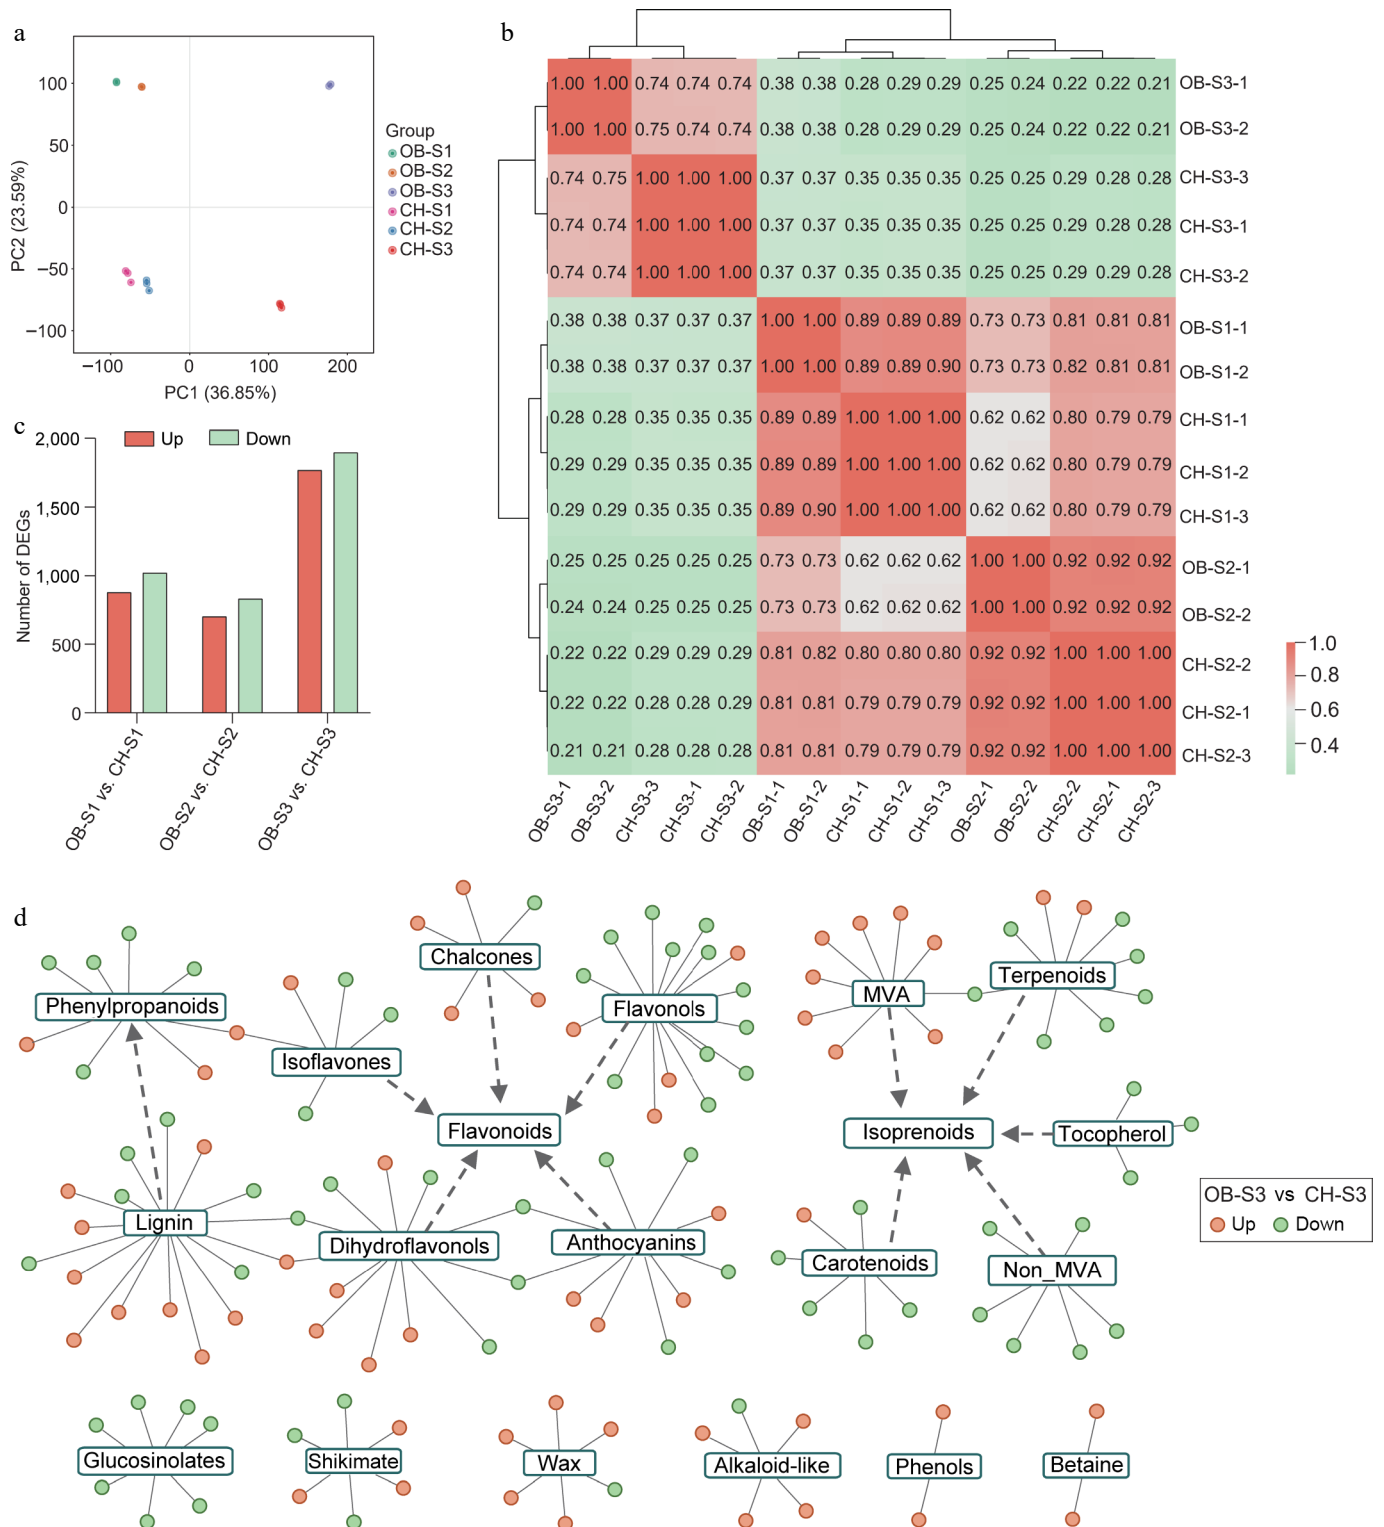 a
100
50
0
−50
−100
PC2 (23.59%)
−100 0 100 200
PC1 (36.85%)
Group
OB-S1
OB-S2
OB-S3
CH-S1
CH-S2
CH-S3
b
1.00 1.00 0.74 0.74 0.74 0.38 0.38 0.28 0.29 0.29 0.25 0.24 0.22 0.22 0.21 OB-S3-1
1.00 1.00 0.75 0.74 0.74 0.38 0.38 0.28 0.29 0.29 0.25 0.24 0.22 0.22 0.21 OB-S3-2
0.74 0.75 1.00 1.00 1.00 0.37 0.37 0.35 0.35 0.35 0.25 0.25 0.29 0.28 0.28 CH-S3-3
0.74 0.74 1.00 1.00 1.00 0.37 0.37 0.35 0.35 0.35 0.25 0.25 0.29 0.28 0.28 CH-S3-1
0.74 0.74 1.00 1.00 1.00 0.37 0.37 0.35 0.35 0.35 0.25 0.25 0.29 0.29 0.28 CH-S3-2
0.38 0.38 0.37 0.37 0.37 1.00 1.00 0.89 0.89 0.89 0.73 0.73 0.81 0.81 0.81 OB-S1-1
0.38 0.38 0.37 0.37 0.37 1.00 1.00 0.89 0.89 0.90 0.73 0.73 0.82 0.81 0.81 OB-S1-2
0.28 0.28 0.35 0.35 0.35 0.89 0.89 1.00 1.00 1.00 0.62 0.62 0.80 0.79 0.79 CH-S1-1
0.29 0.29 0.35 0.35 0.35 0.89 0.89 1.00 1.00 1.00 0.62 0.62 0.80 0.79 0.79 CH-S1-2
0.29 0.29 0.35 0.35 0.35 0.89 0.90 1.00 1.00 1.00 0.62 0.62 0.80 0.79 0.79 CH-S1-3
0.25 0.25 0.25 0.25 0.25 0.73 0.73 0.62 0.62 0.62 1.00 1.00 0.92 0.92 0.92 OB-S2-1
0.24 0.24 0.25 0.25 0.25 0.73 0.73 0.62 0.62 0.62 1.00 1.00 0.92 0.92 0.92 OB-S2-2
0.22 0.22 0.29 0.29 0.29 0.81 0.82 0.80 0.80 0.80 0.92 0.92 1.00 1.00 1.00 CH-S2-2
0.22 0.22 0.28 0.28 0.29 0.81 0.81 0.79 0.79 0.79 0.92 0.92 1.00 1.00 1.00 CH-S2-1
0.21 0.21 0.28 0.28 0.28 0.81 0.81 0.79 0.79 0.79 0.92 0.92 1.00 1.00 1.00 CH-S2-3
OB-S3-1 OB-S3-2 CH-S3-3 CH-S3-1 CH-S3-2 OB-S1-1 OB-S1-2 CH-S1-1 CH-S1-2 CH-S1-3 OB-S2-1 OB-S2-2 CH-S2-2 CH-S2-1 CH-S2-3
1.0
0.8
0.6
0.4
c
Up Down
2,000
1,500
1,000
500
0
Number of DEGs
OB-S1 vs. CH-S1
OB-S2 vs. CH-S2
OB-S3 vs. CH-S3
d
Chalcones
Phenylpropanoids
Flavonols
MVA
Terpenoids
Isoflavones
Flavonoids
Isoprenoids
Tocopherol
Lignin
Dihydroflavonols
Anthocyanins
Carotenoids
Non_MVA
OB-S3 vs CH-S3
Up Down
Glucosinolates
Shikimate
Wax
Alkaloid-like
Phenols
Betaine